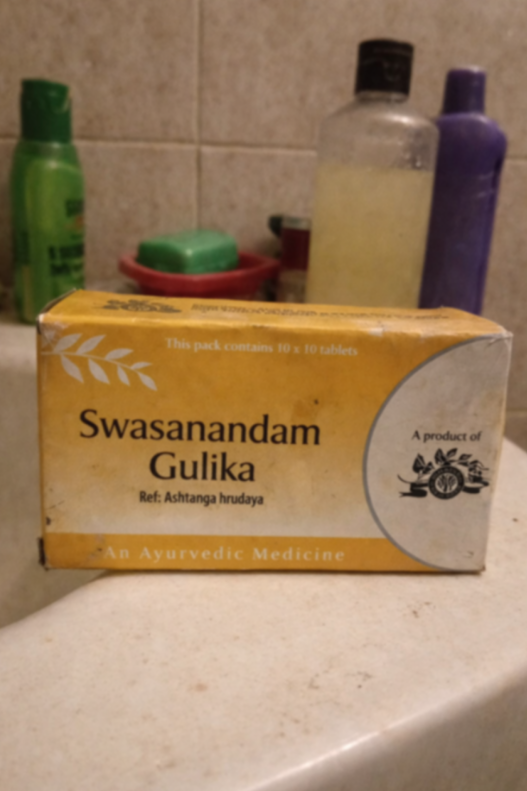 This pack contains 10 x 10 tablets
Swasanandam
Gulika
Ref: Ashtanga hrudaya
An Ayurvedic Medicine
A product of